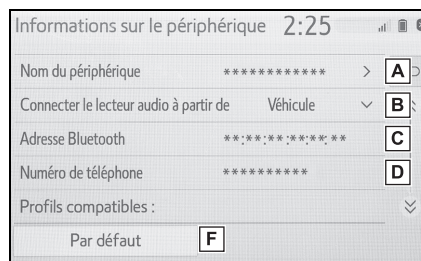 Informations sur le périphérique 2:25
Nom du périphérique ************ > A
Connecter le lecteur audio à partir de Véhicule B
Adresse Bluetooth **:**:**:**:**:** C
Numéro de téléphone ********** D
Profils compatibles :
Par défaut F